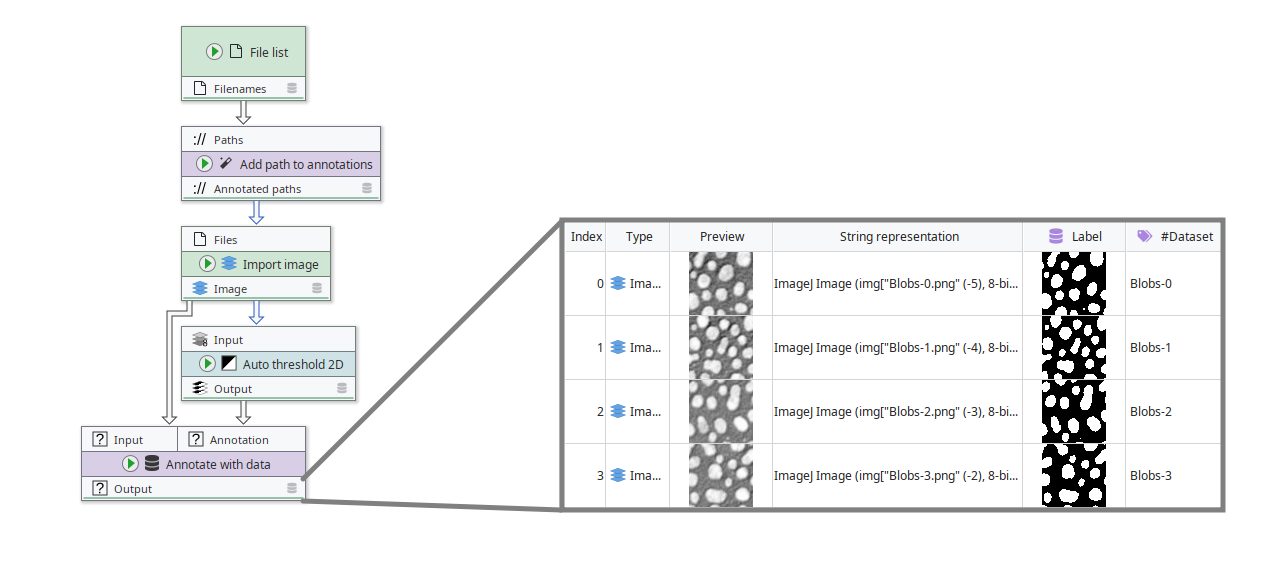 File list
Filenames
:// Paths
Add path to annotations
:// Annotated paths
Files
Import image
Image
8
Input
Auto threshold 2D
Output
? Input ? Annotation
Annotate with data
? Output
Index Type Preview String representation Label #Dataset
0 Ima... ImageJ Image (img["Blobs-0.png" (-5), 8-bi... Blobs-0
1 Ima... ImageJ Image (img["Blobs-1.png" (-4), 8-bi... Blobs-1
2 Ima... ImageJ Image (img["Blobs-2.png" (-3), 8-bi... Blobs-2
3 Ima... ImageJ Image (img["Blobs-3.png" (-2), 8-bi... Blobs-3